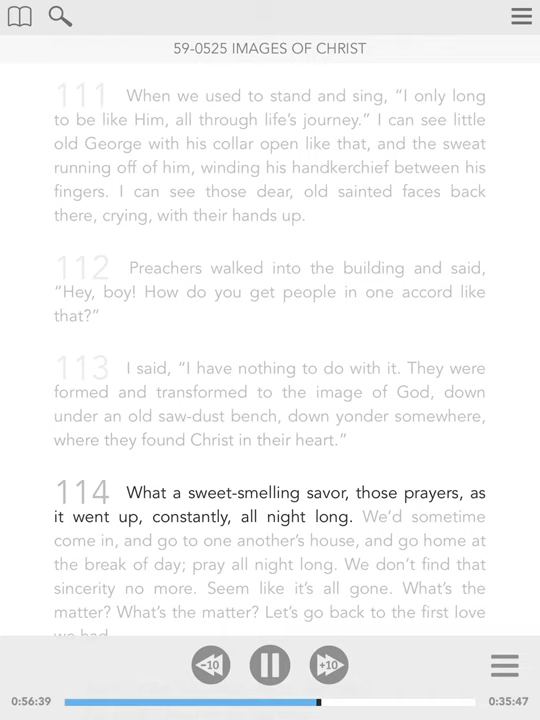 59-0525 IMAGES OF CHRIST
111 When we used to stand and sing, “I only long
to be like Him, all through life’s journey.” I can see little
old George with his collar open like that, and the sweat
running off of him, winding his handkerchief between his
fingers. I can see those dear, old sainted faces back
there, crying, with their hands up.
112 Preachers walked into the building and said,
“Hey, boy! How do you get people in one accord like
that?”
113 I said, “I have nothing to do with it. They were
formed and transformed to the image of God, down
under an old saw-dust bench, down yonder somewhere,
where they found Christ in their heart.”
114 What a sweet-smelling savor, those prayers, as
it went up, constantly, all night long. We’d sometime
come in, and go to one another’s house, and go home at
the break of day; pray all night long. We don’t find that
sincerity no more. Seem like it’s all gone. What’s the
matter? What’s the matter? Let’s go back to the first love
we had
-10 +10
0:56:39 0:35:47